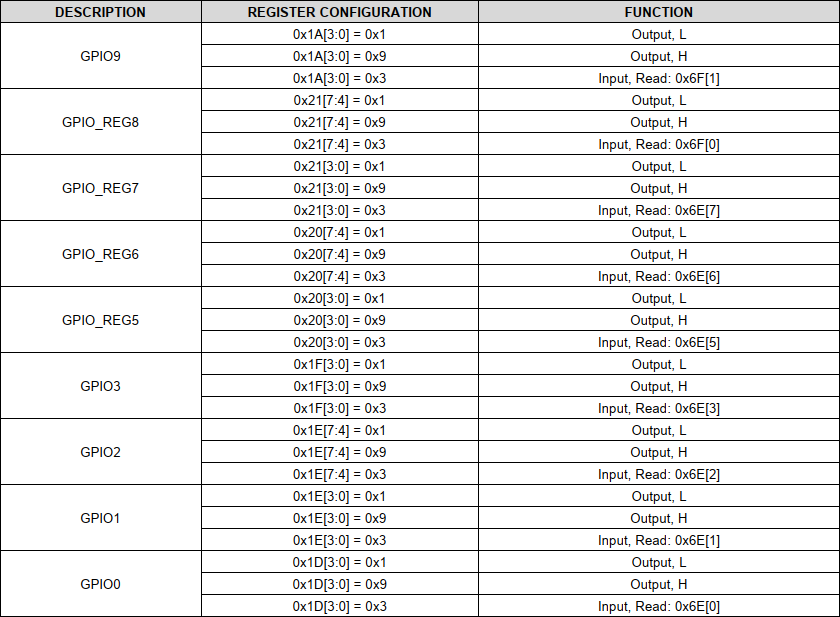 DESCRIPTION REGISTER CONFIGURATION FUNCTION
GPIO9
0x1A[3:0] = 0x1 Output, L
0x1A[3:0] = 0x9 Output, H
0x1A[3:0] = 0x3 Input, Read: 0x6F[1]
GPIO_REG8
0x21[7:4] = 0x1 Output, L
0x21[7:4] = 0x9 Output, H
0x21[7:4] = 0x3 Input, Read: 0x6F[0]
GPIO_REG7
0x21[3:0] = 0x1 Output, L
0x21[3:0] = 0x9 Output, H
0x21[3:0] = 0x3 Input, Read: 0x6E[7]
GPIO_REG6
0x20[7:4] = 0x1 Output, L
0x20[7:4] = 0x9 Output, H
0x20[7:4] = 0x3 Input, Read: 0x6E[6]
GPIO_REG5
0x20[3:0] = 0x1 Output, L
0x20[3:0] = 0x9 Output, H
0x20[3:0] = 0x3 Input, Read: 0x6E[5]
GPIO3
0x1F[3:0] = 0x1 Output, L
0x1F[3:0] = 0x9 Output, H
0x1F[3:0] = 0x3 Input, Read: 0x6E[3]
GPIO2
0x1E[7:4] = 0x1 Output, L
0x1E[7:4] = 0x9 Output, H
0x1E[7:4] = 0x3 Input, Read: 0x6E[2]
GPIO1
0x1E[3:0] = 0x1 Output, L
0x1E[3:0] = 0x9 Output, H
0x1E[3:0] = 0x3 Input, Read: 0x6E[1]
GPIO0
0x1D[3:0] = 0x1 Output, L
0x1D[3:0] = 0x9 Output, H
0x1D[3:0] = 0x3 Input, Read: 0x6E[0]